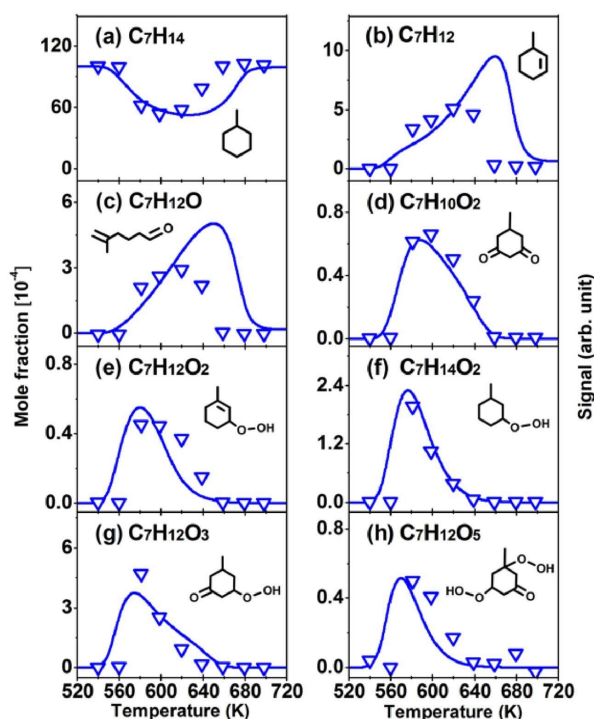 (a) C7H14
100
60
0
(b) C7H12
10
5
0
(c) C7H12O
O
6
3
0
(d) C7H10O2
O
O
0.6
0.3
0.0
(e) C7H12O2
O-OH
0.8
0.4
0.0
(f) C7H14O2
O-OH
2.4
1.2
0.0
(g) C7H12O3
O
O-OH
6
3
0
(h) C7H12O5
O
OH
HO
O
O
0.8
0.4
0.0
520 560 600 640 680 720
520 560 600 640 680 720
Temperature (K)
Temperature (K)
Mole fraction [10-4]
Signal (arb. unit)